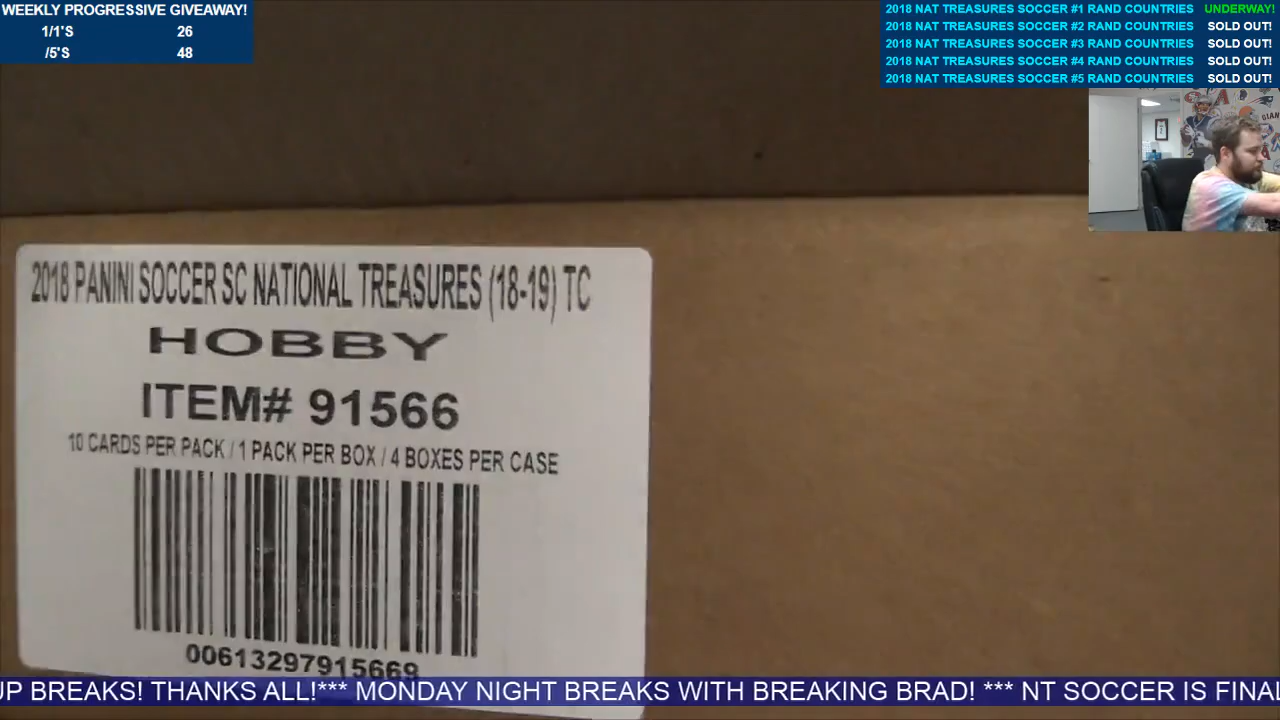 WEEKLY PROGRESSIVE GIVEAWAY!
1/1'S 26
/5'S 48
2018 NAT TREASURES SOCCER #1 RAND COUNTRIES UNDERWAY!
2018 NAT TREASURES SOCCER #2 RAND COUNTRIES SOLD OUT!
2018 NAT TREASURES SOCCER #3 RAND COUNTRIES SOLD OUT!
2018 NAT TREASURES SOCCER #4 RAND COUNTRIES SOLD OUT!
2018 NAT TREASURES SOCCER #5 RAND COUNTRIES SOLD OUT!
GIAN
2018 PANINI SOCCER SC NATIONAL TREASURES (18-19) TC
HOBBY
ITEM# 91566
10 CARDS PER PACK / 1 PACK PER BOX / 4 BOXES PER CASE
00613297915669
UP BREAKS! THANKS ALL!*** MONDAY NIGHT BREAKS WITH BREAKING BRAD! *** NT SOCCER IS FINAL